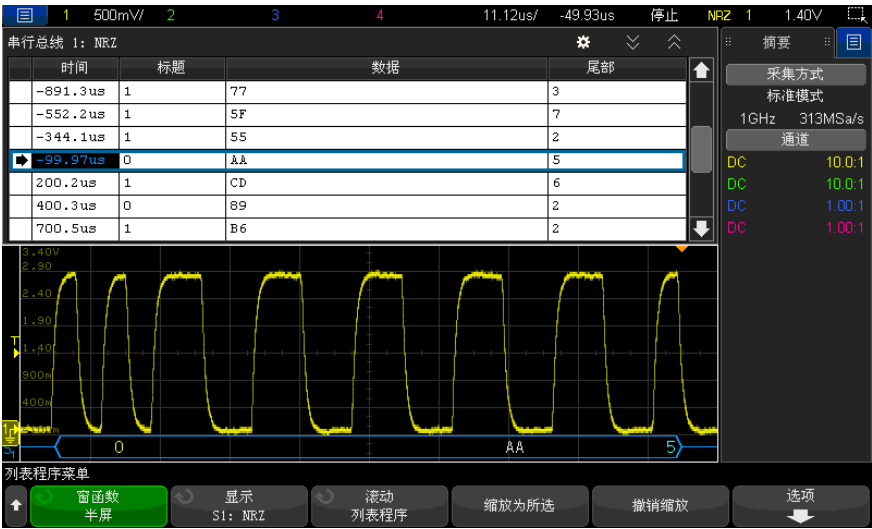 1 500mV/ 2 3 4 11.12us/ -49.93us 停止 NRZ 1 1.40V
串行总线 1: NRZ
时间 标题 数据 尾部
-891.3us 1 77 3
-552.2us 1 5F 7
-344.1us 1 55 2
-99.97us 0 AA 5
200.2us 1 CD 6
400.3us 0 89 2
700.5us 1 B6 2
摘要
采集方式
标准模式
1GHz 313MSa/s
通道
DC 10.0:1
DC 10.0:1
DC 1.00:1
DC 1.00:1
3.40V
2.90
2.40
1.90
T
1.40
900m
400m
1
S1 0 AA 5
列表程序菜单
窗函数
半屏
显示
S1: NRZ
滚动
列表程序
缩放为所选
撤销缩放
选项